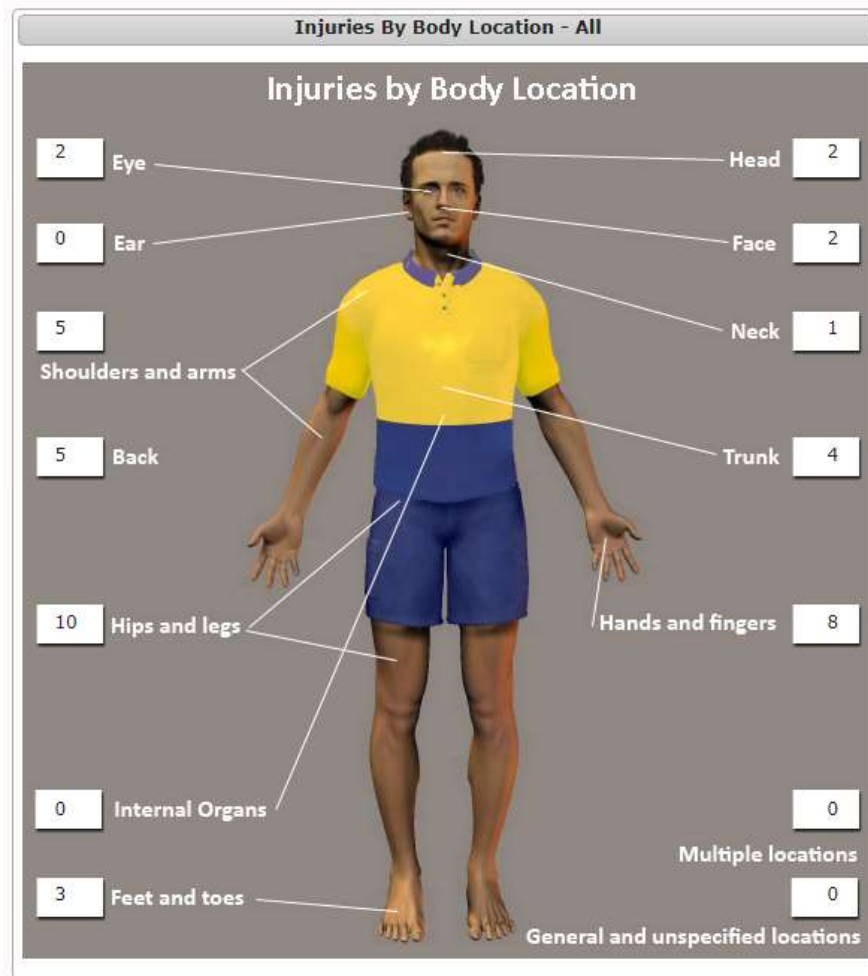 Injuries By Body Location - All
Injuries by Body Location
2 Eye
Head 2
0 Ear
Face 2
5
Shoulders and arms
Neck 1
5 Back
Trunk 4
10 Hips and legs
Hands and fingers 8
0 Internal Organs
0
Multiple locations
3 Feet and toes
0
General and unspecified locations